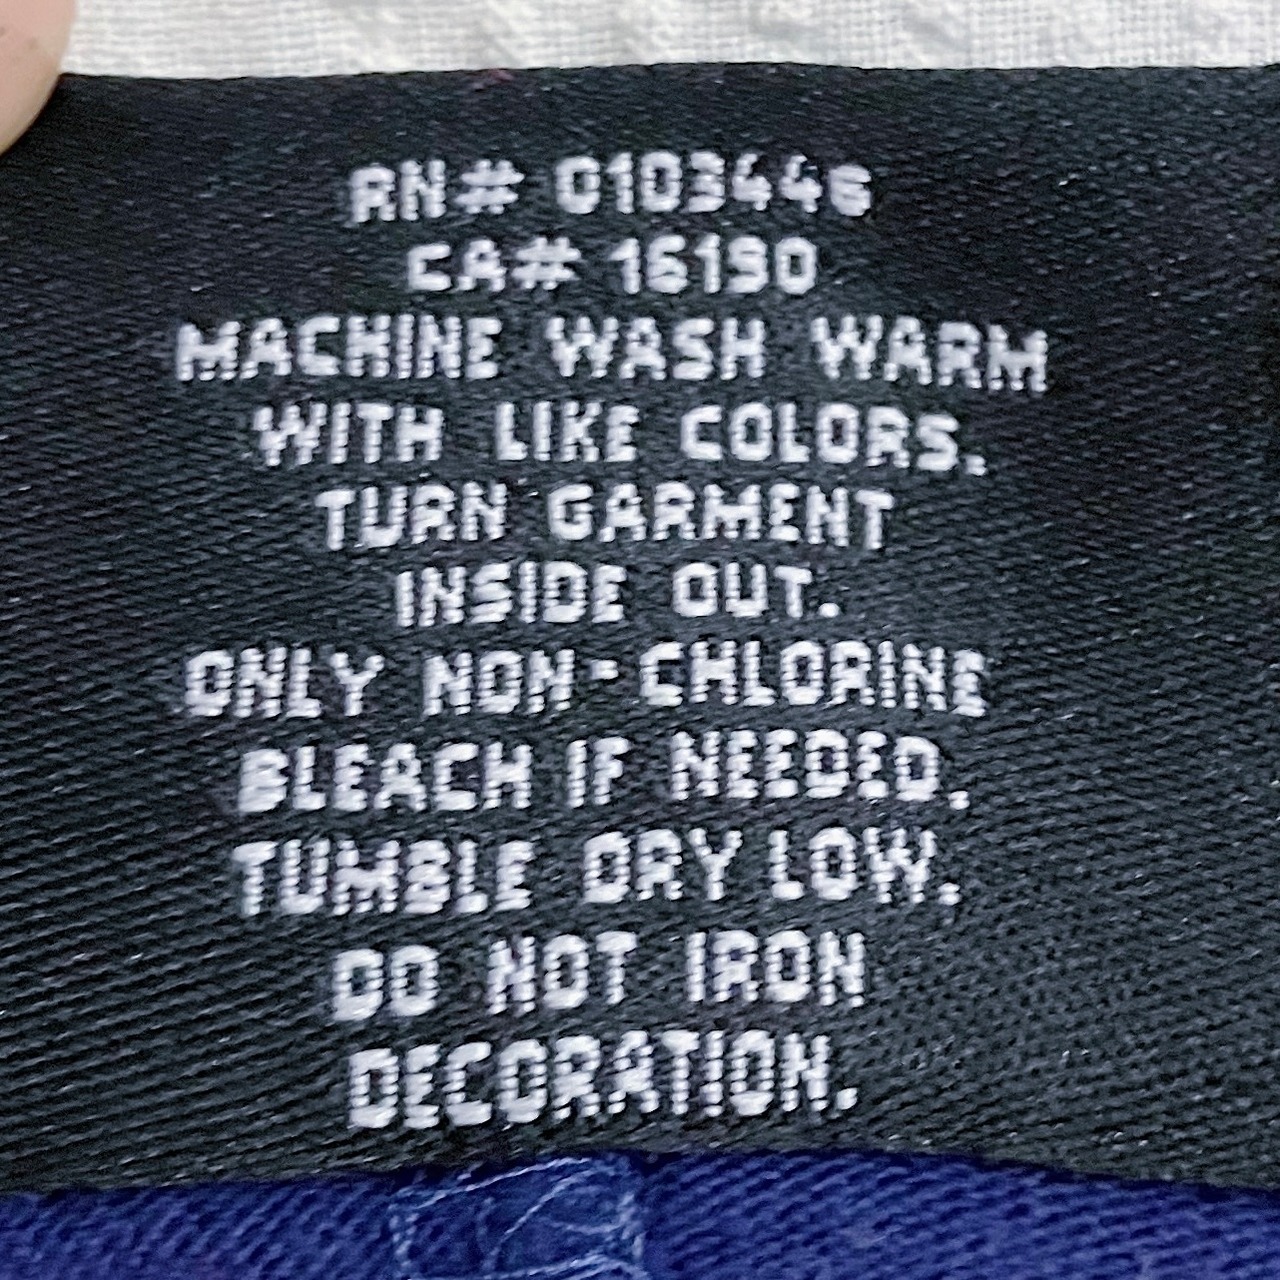 RN# 0103446
CA# 16190
MACHINE WASH WARM
WITH LIKE COLORS.
TURN GARMENT
INSIDE OUT.
ONLY NON-CHLORINE
BLEACH IF NEEDED.
TUMBLE DRY LOW.
DO NOT IRON
DECORATION.